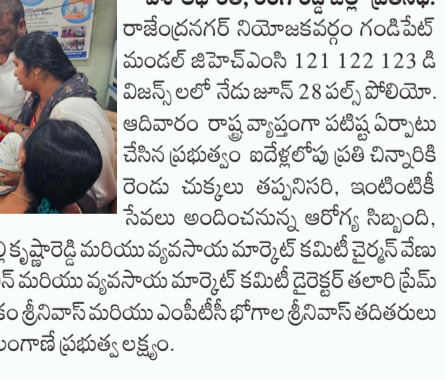 రాజేంద్రనగర్ నియోజకవర్గం గండిపేట్
మండల్ జిహెచ్ఎంసి 121 122 123 డి
విజన్స్ లలో నేడు జూన్ 28 పల్స్ పోలియో.
ఆదివారం రాష్ట్ర వ్యాప్తంగా పటిష్ట ఏర్పాటు
చేసిన ప్రభుత్వం ఐదేళ్లలోపు ప్రతి చిన్నారికి
రెండు చుక్కలు తప్పనిసరి, ఇంటింటికీ
సేవలు అందించనున్న ఆరోగ్య సిబ్బంది,
కృష్ణారెడ్డి మరియు వ్యవసాయ మార్కెట్ కమిటీ చైర్మన్ వేణు
మరియు వ్యవసాయ మార్కెట్ కమిటీ డైరెక్టర్ తలారి ప్రేమ్
శ్రీనివాస్ మరియు ఎంపీటీసీ భోగాల శ్రీనివాస్ తదితరులు
ప్రభుత్వ లక్ష్యం.